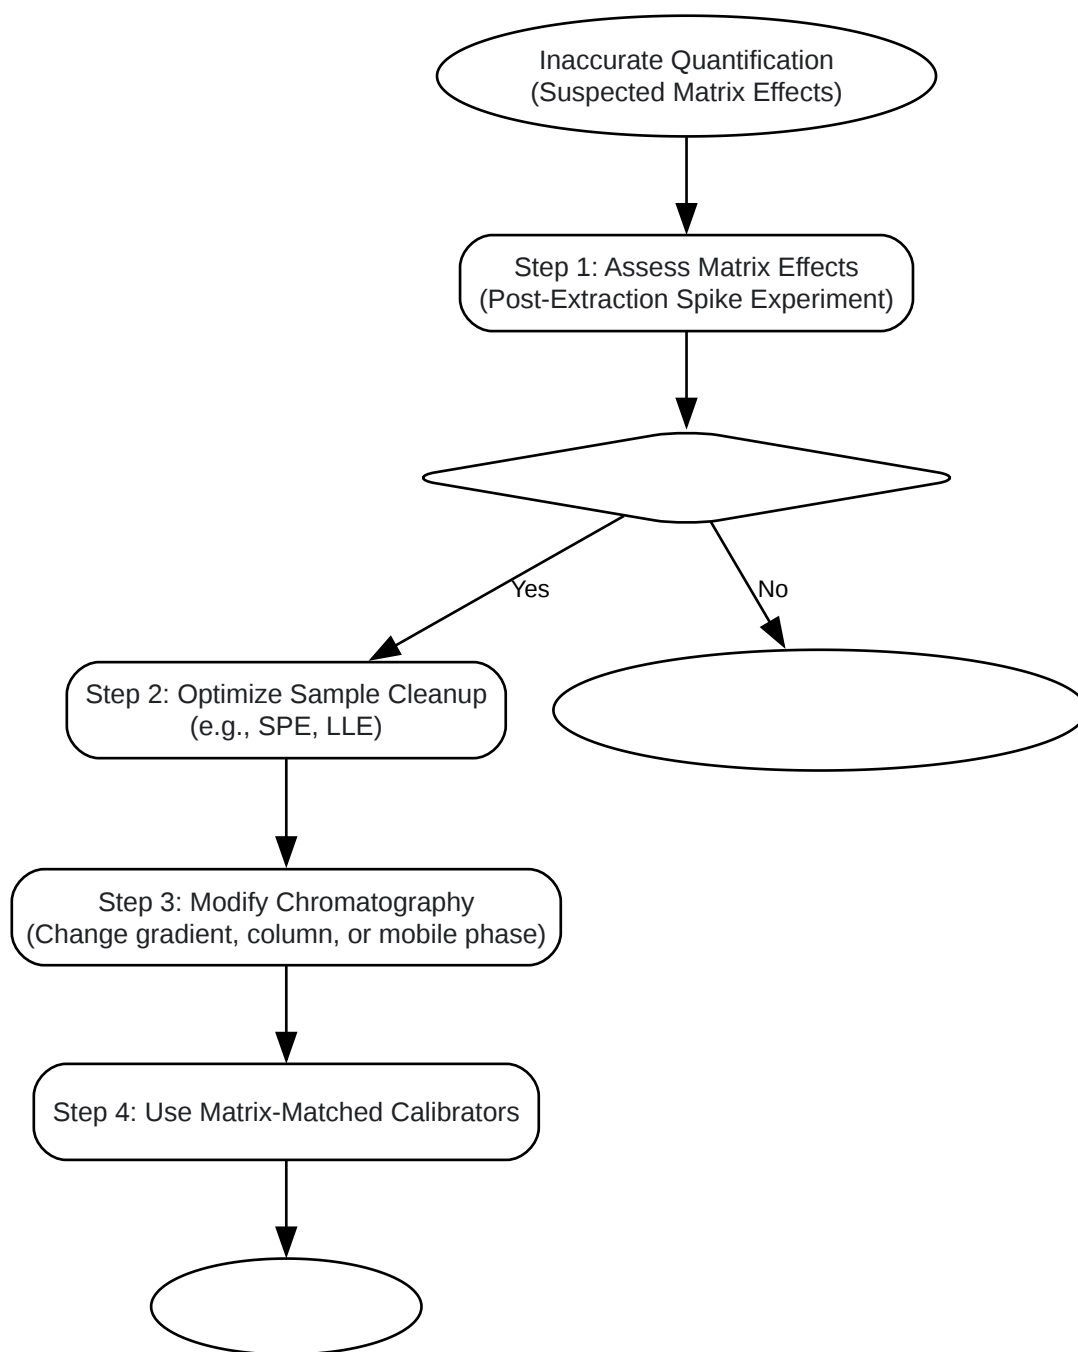 Inaccurate Quantification
(Suspected Matrix Effects)
Step 1: Assess Matrix Effects
(Post-Extraction Spike Experiment)
Yes
No
Step 2: Optimize Sample Cleanup
(e.g., SPE, LLE)
Step 3: Modify Chromatography
(Change gradient, column, or mobile phase)
Step 4: Use Matrix-Matched Calibrators